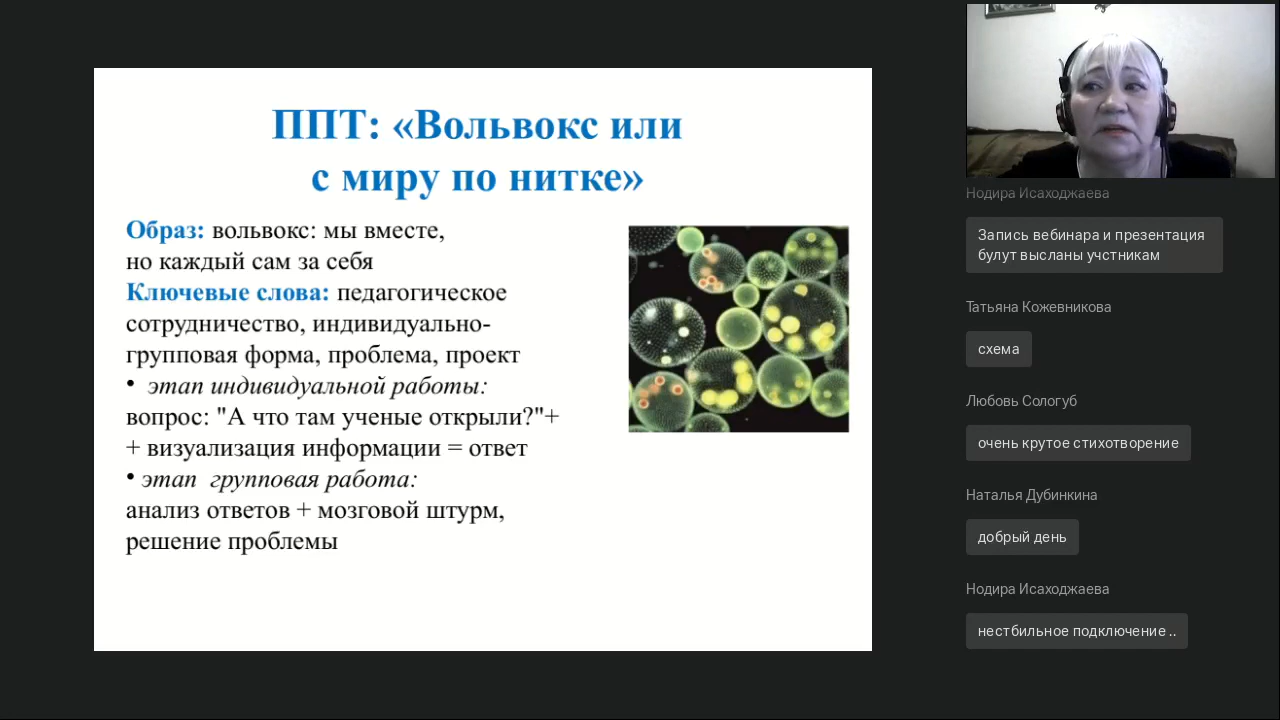 ППТ: «Вольвокс или
с миру по нитке»
Образ: вольвокс: мы вместе,
но каждый сам за себя
Ключевые слова: педагогическое
сотрудничество, индивидуально-
групповая форма, проблема, проект
• этап индивидуальной работы:
вопрос: "А что там ученые открыли?"+
+ визуализация информации = ответ
• этап  групповая работа:
анализ ответов + мозговой штурм,
решение проблемы
Нодира Исаходжаева
Запись вебинара и презентация
булут высланы учстникам
Татьяна Кожевникова
схема
Любовь Сологуб
очень крутое стихотворение
Наталья Дубинкина
добрый день
Нодира Исаходжаева
нестбильное подключение ..